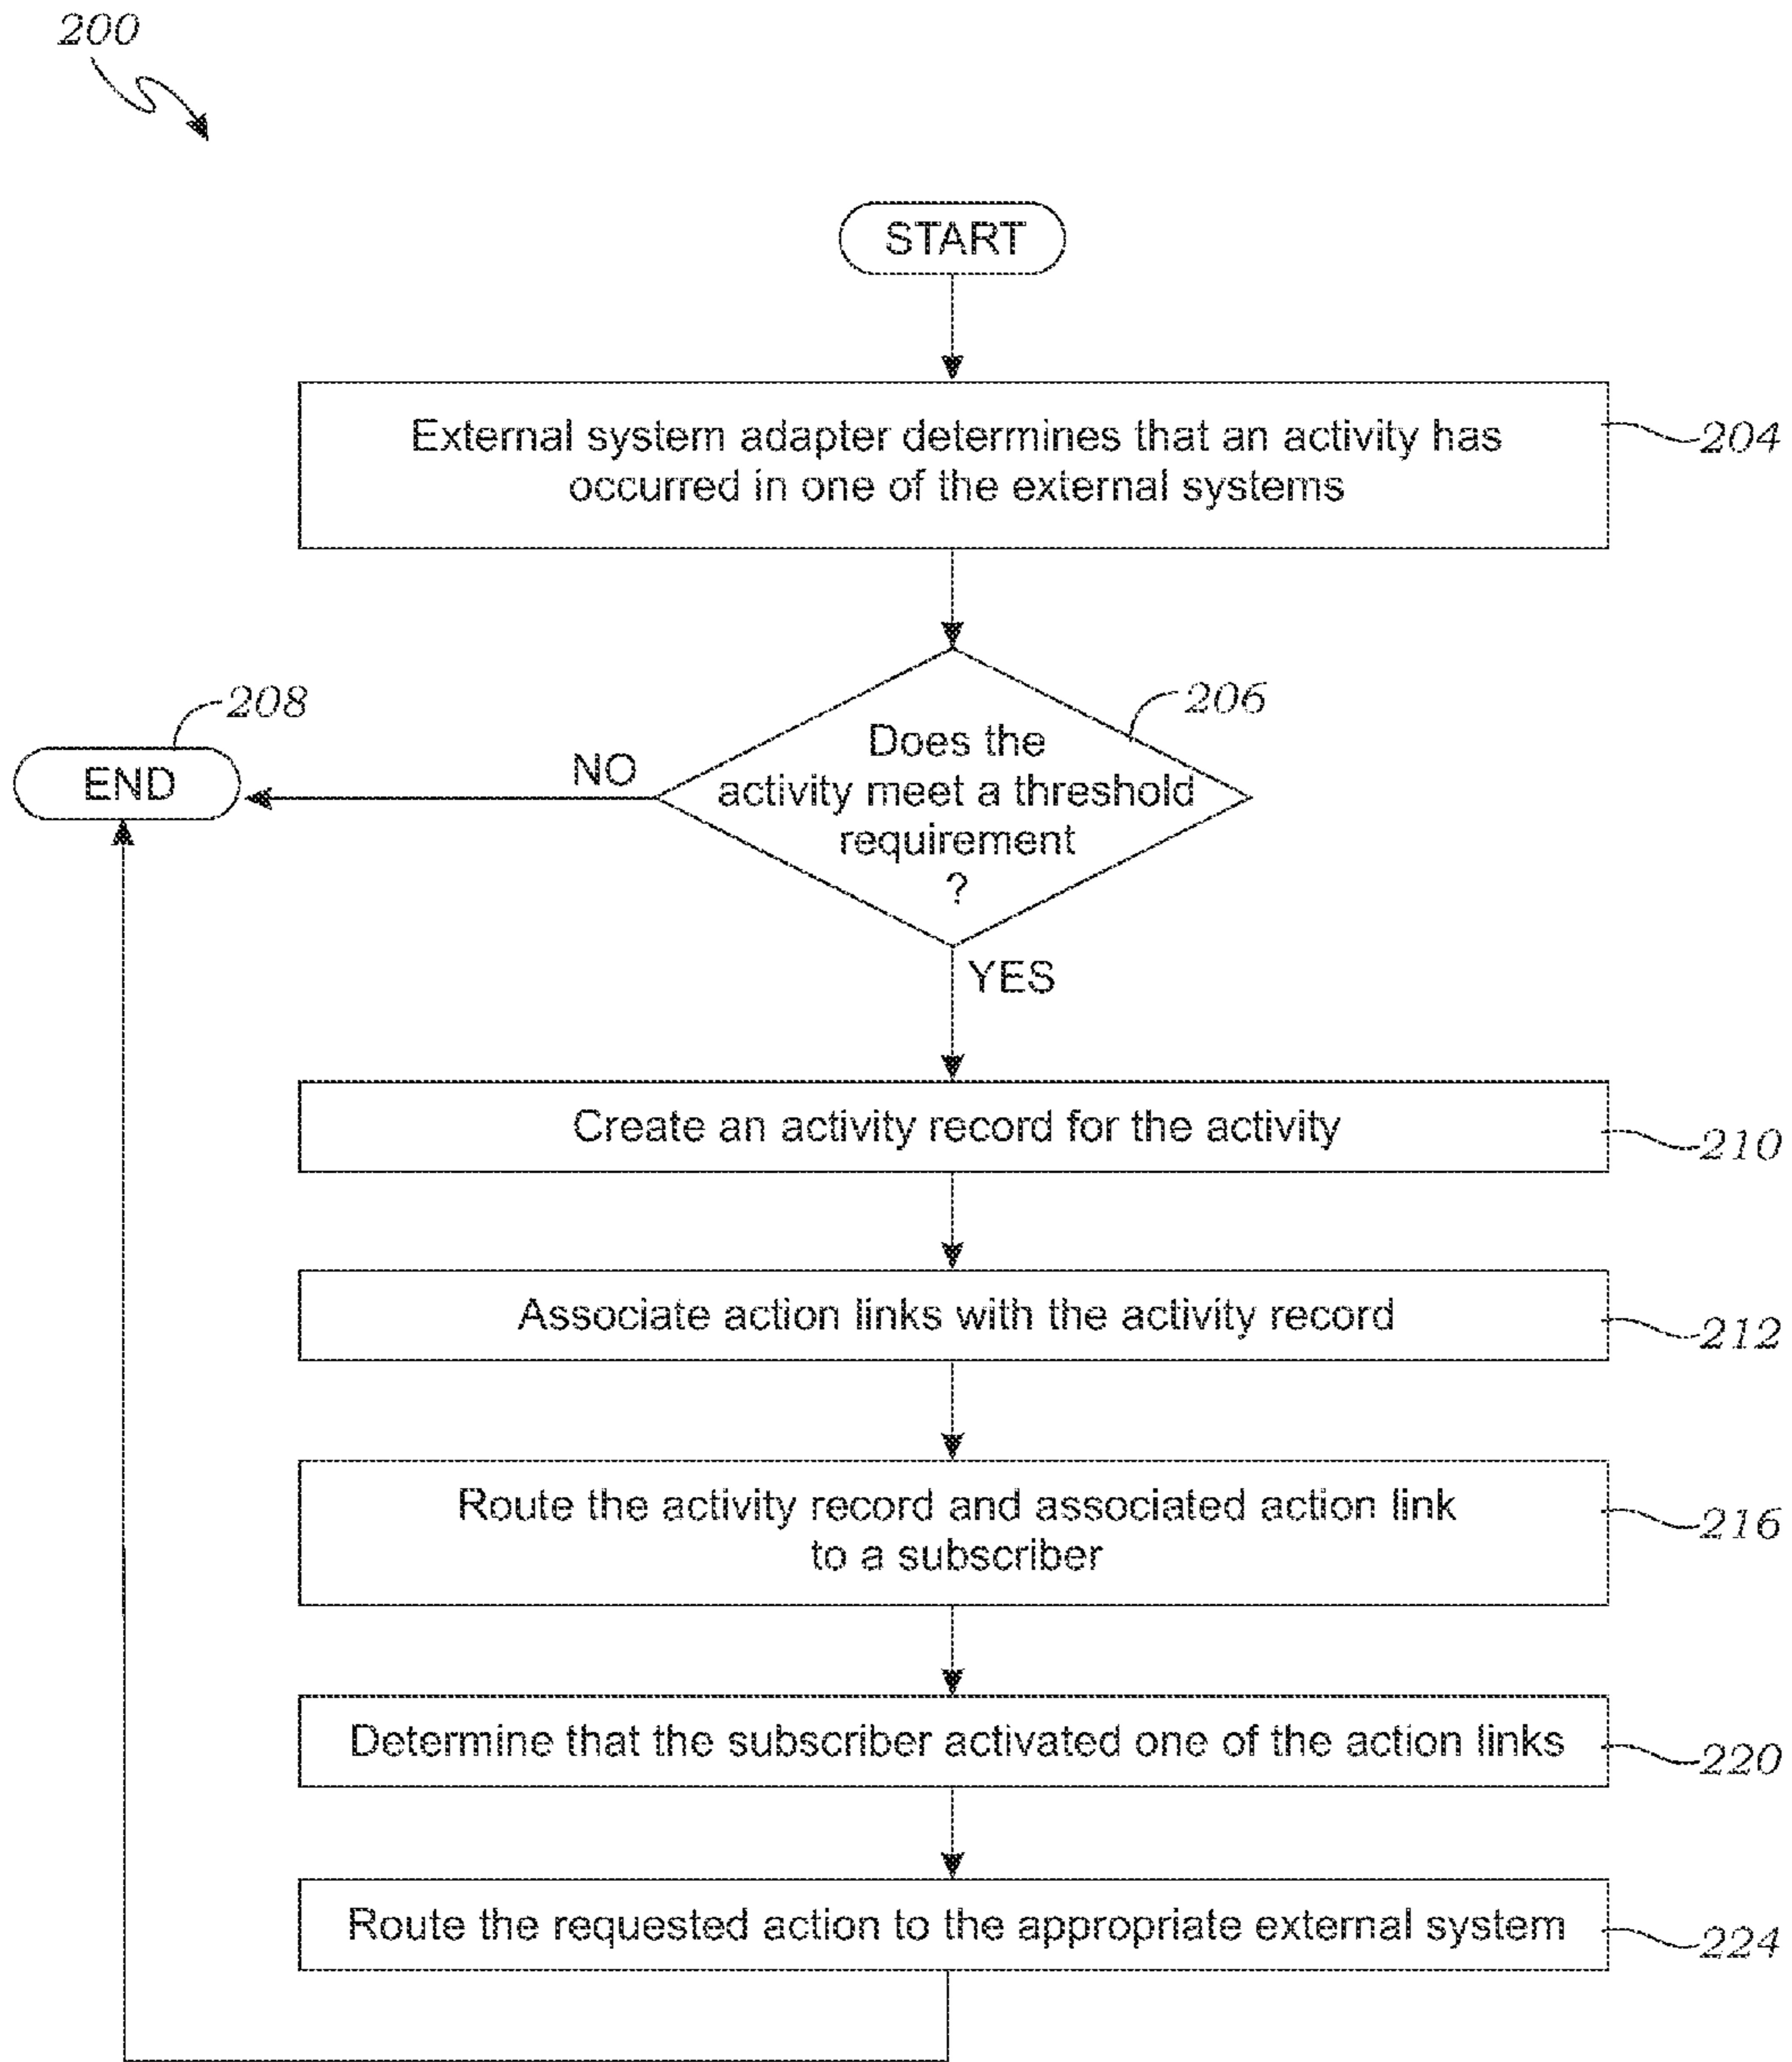 200
START
External system adapter determines that an activity has
occurred in one of the external systems
204
208
END
NO
206
Does the
activity meet a threshold
requirement
?
YES
Create an activity record for the activity
210
Associate action links with the activity record
212
Route the activity record and associated action link
to a subscriber
216
Determine that the subscriber activated one of the action links
220
Route the requested action to the appropriate external system
224